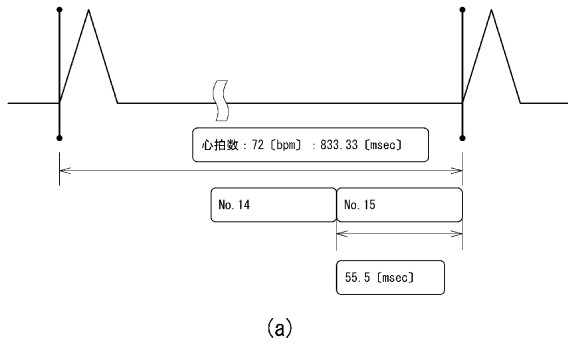 心拍数：72〔bpm〕：833.33〔msec〕
No.14
No.15
55.5〔msec〕
(a)